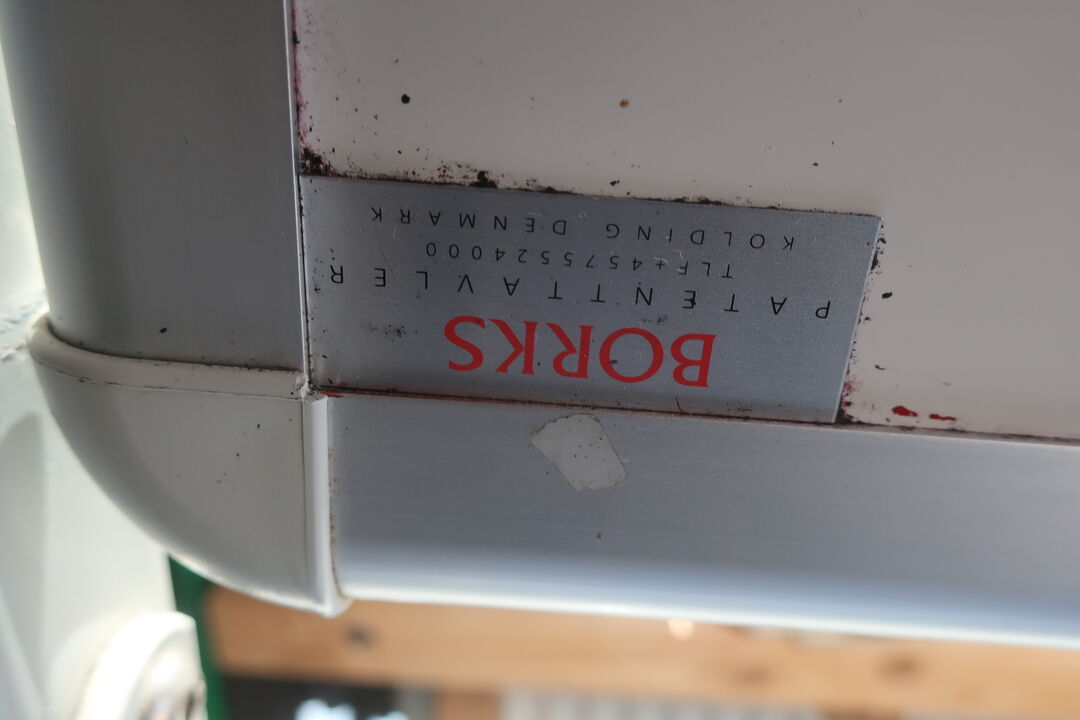 BORKS
PATENTTAVLER
TLF+4575524000
KOLDING DENMARK